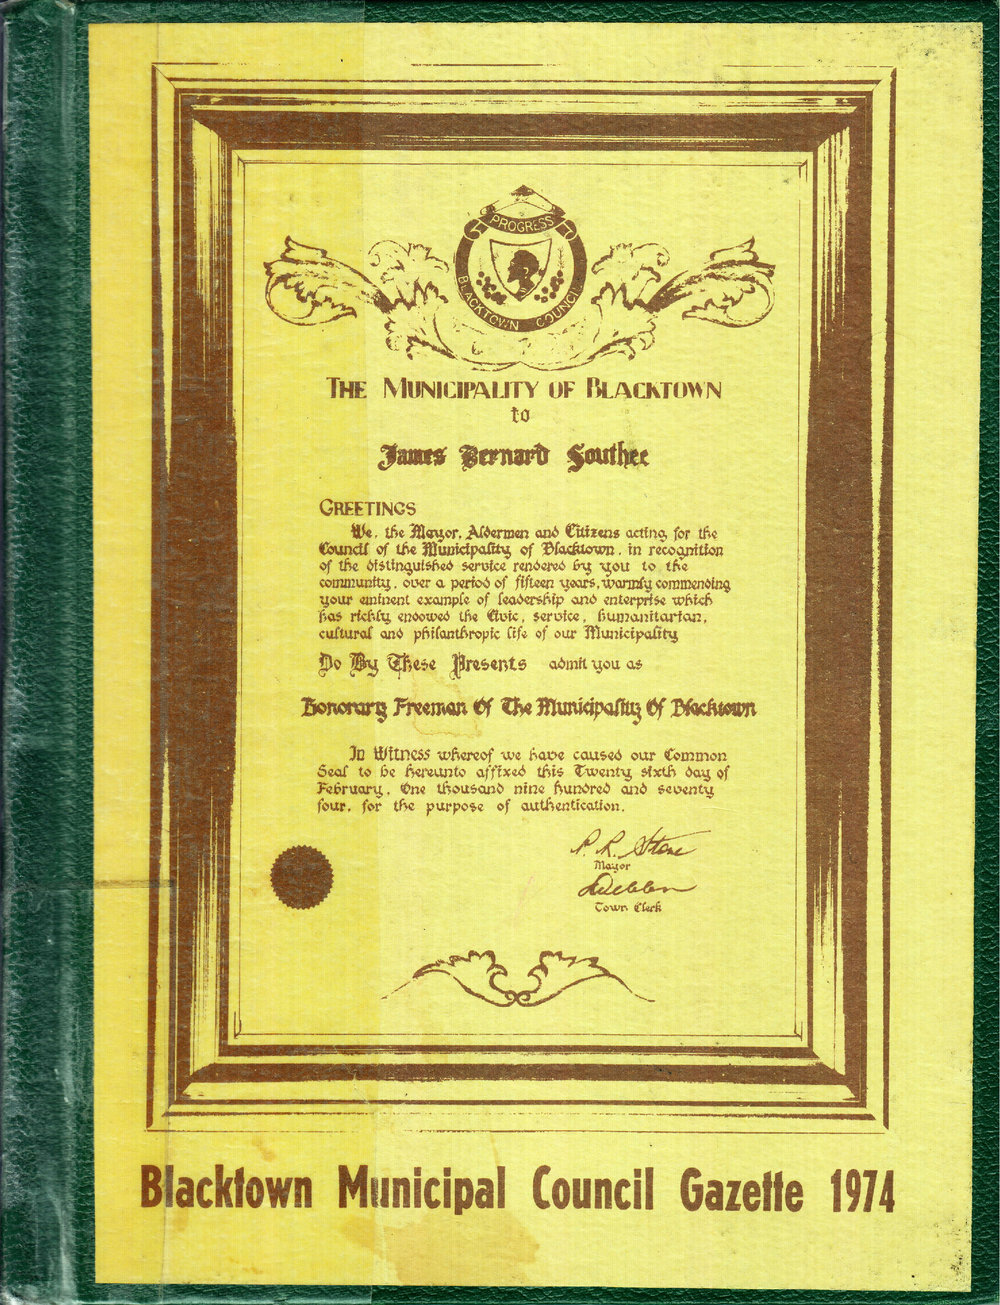 PROGRESS
BLACKTOWN COUNCIL
THE MUNICIPALITY OF BLACKTOWN
to
James Bernard Southee
GREETINGS
We, the Mayor, Aldermen and Citizens acting for the
Council of the Municipality of Blacktown, in recognition
of the distinguished service rendered by you to the
community, over a period of fifteen years, warmly commending
your eminent example of leadership and enterprise which
has richly endowed the Civic, service, humanitarian,
cultural and philanthropic life of our Municipality
Do By These Presents admit you as
Honorary Freeman Of The Municipality Of Blacktown
In Witness whereof we have caused our Common
Seal to be hereunto affixed this Twenty sixth day of
February, One thousand nine hundred and seventy
four, for the purpose of authentication.
Mayor
Town Clerk
Blacktown Municipal Council Gazette 1974